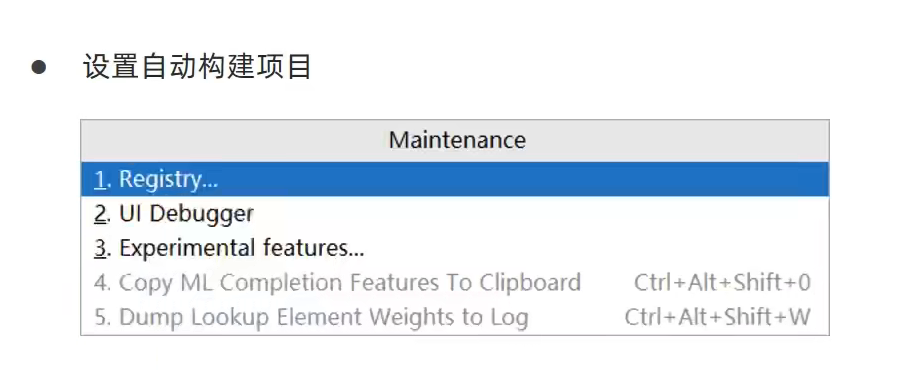 ● 设置自动构建项目
Maintenance
1. Registry...
2. UI Debugger
3. Experimental features...
4. Copy ML Completion Features To Clipboard Ctrl+Alt+Shift+0
5. Dump Lookup Element Weights to Log Ctrl+Alt+Shift+W